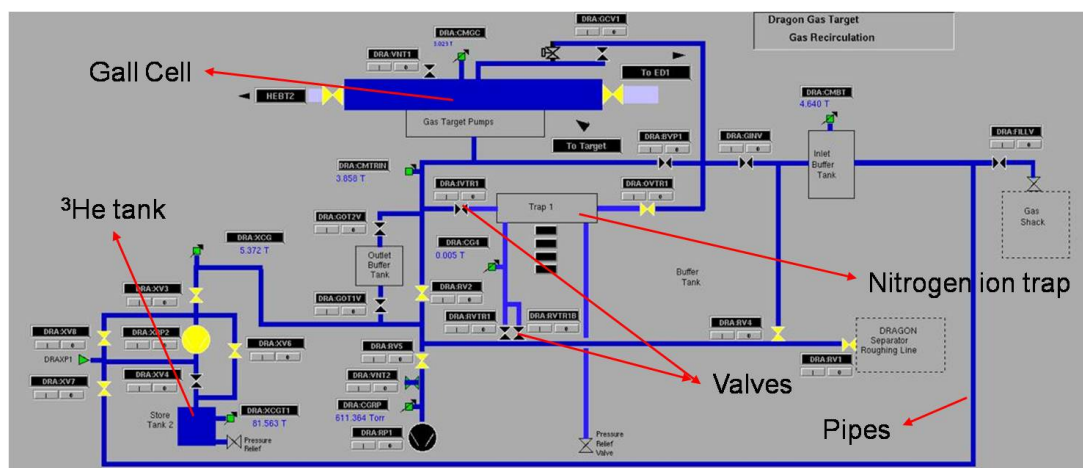 Dragon Gas Target
Gas Recirculation
DRA:GCV1
DRA:CMGC
DRA:VNT1
Gall Cell
To ED1
HEBT2
Gas Target Pumps
To Target
DRA:CMBT
4.640 T
DRA:BVP1
DRA:GINV
DRA:FILLV
Inlet
Buffer
Tank
DRA:CMTRIN
3.858 T
DRA:IVTR1
DRA:OVTR1
Trap 1
Gas
Shack
3He tank
DRA:GOT2V
DRA:XCG
5.372 T
DRA:CG4
0.005 T
Outlet
Buffer
Tank
Buffer
Tank
Nitrogen ion trap
DRA:XV3
DRA:GOT1V
DRA:RV2
DRA:RVTR1
DRA:RVTR1B
DRA:RV4
DRAGON
Separator
Roughing Line
DRA:XV8
DRA:XV6
DRAXP1
DRA:RV5
DRA:RV1
DRA:XV7
DRA:XV4
DRA:VNT2
Valves
Store
Tank 2
DRA:XCGT1
81.563 T
DRA:CGRP
611.364 Torr
DRA:RP1
Pressure
Relief
Pressure
Relief
Valve
Pipes